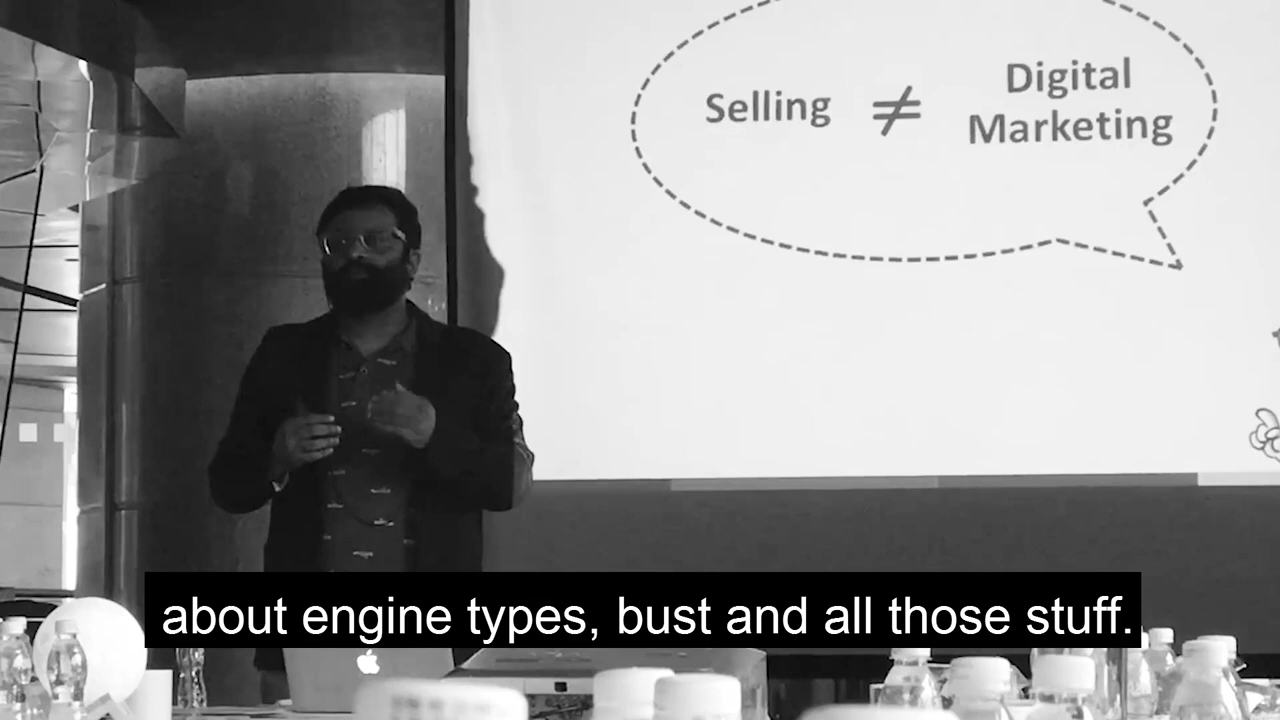 Selling ≠ Digital
Marketing
about engine types, bust and all those stuff.